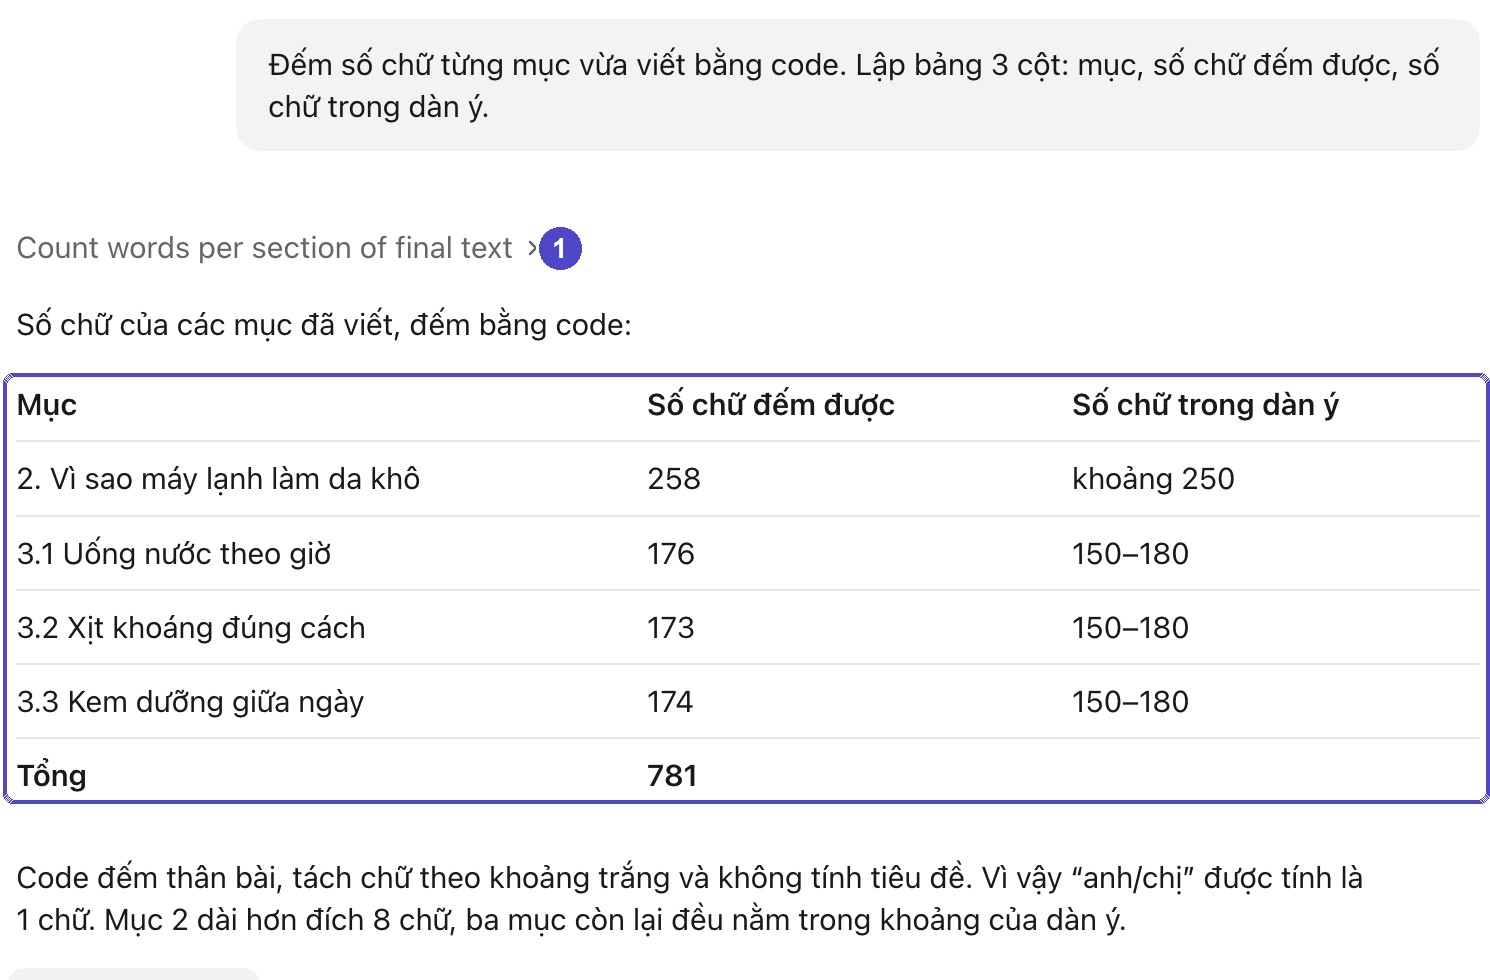 Đếm số chữ từng mục vừa viết bằng code. Lập bảng 3 cột: mục, số chữ đếm được, số
chữ trong dàn ý.
Count words per section of final text > 1
Số chữ của các mục đã viết, đếm bằng code:
Mục Số chữ đếm được Số chữ trong dàn ý
2. Vì sao máy lạnh làm da khô 258 khoảng 250
3.1 Uống nước theo giờ 176 150–180
3.2 Xịt khoáng đúng cách 173 150–180
3.3 Kem dưỡng giữa ngày 174 150–180
Tổng 781
Code đếm thân bài, tách chữ theo khoảng trắng và không tính tiêu đề. Vì vậy “anh/chị” được tính là
1 chữ. Mục 2 dài hơn đích 8 chữ, ba mục còn lại đều nằm trong khoảng của dàn ý.